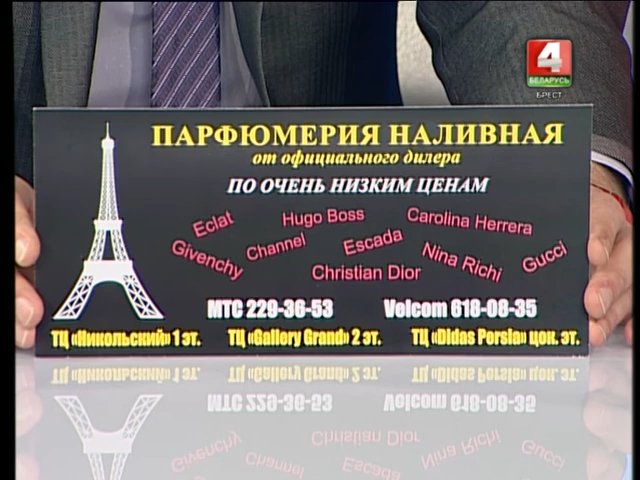 4
БЕЛАРУСЬ
БРЕСТ
ПАРФЮМЕРИЯ НАЛИВНАЯ
от официального дилера
ПО ОЧЕНЬ НИЗКИМ ЦЕНАМ
Eclat Hugo Boss Carolina Herrera
Givenchy Channel Escada Nina Richi Gucci
Christian Dior
МТС 229-36-53 Velcom 618-08-35
ТЦ «Никольский» 1 эт. ТЦ «Gallery Grand» 2 эт. ТЦ «Didas Persia» цок. эт.